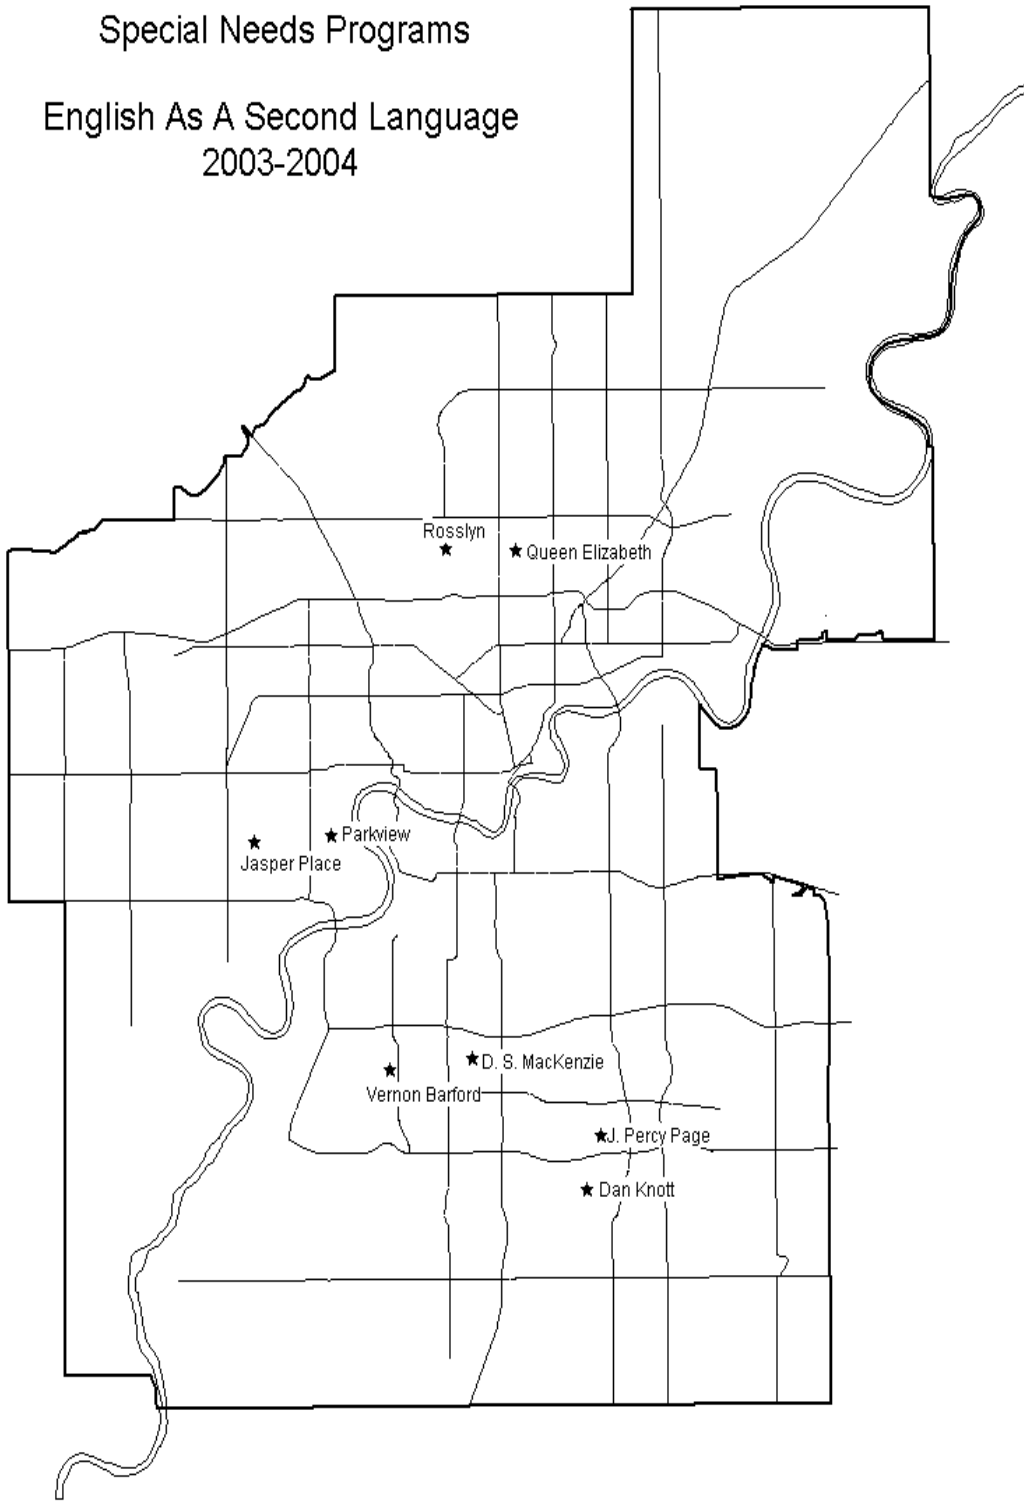 Special Needs Programs
English As A Second Language
2003-2004
Rosslyn
Queen Elizabeth
Parkview
Jasper Place
D. S. MacKenzie
Vernon Barford
J. Percy Page
Dan Knott